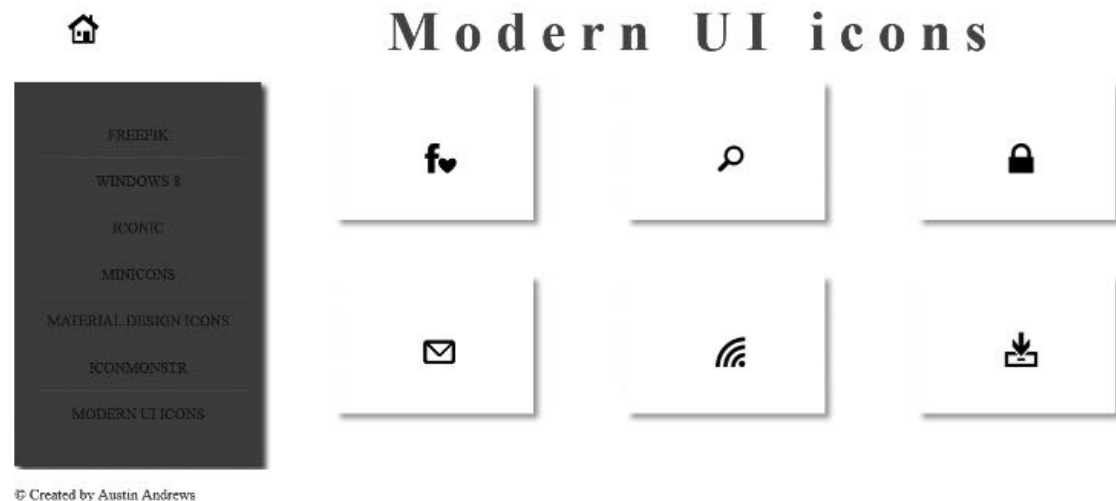 Modern UI icons
FREEPIK
WINDOWS 8
ICONIC
MINICONS
MATERIAL DESIGN ICONS
ICONMONSTR
MODERN UI ICONS
f
© Created by Austin Andrews